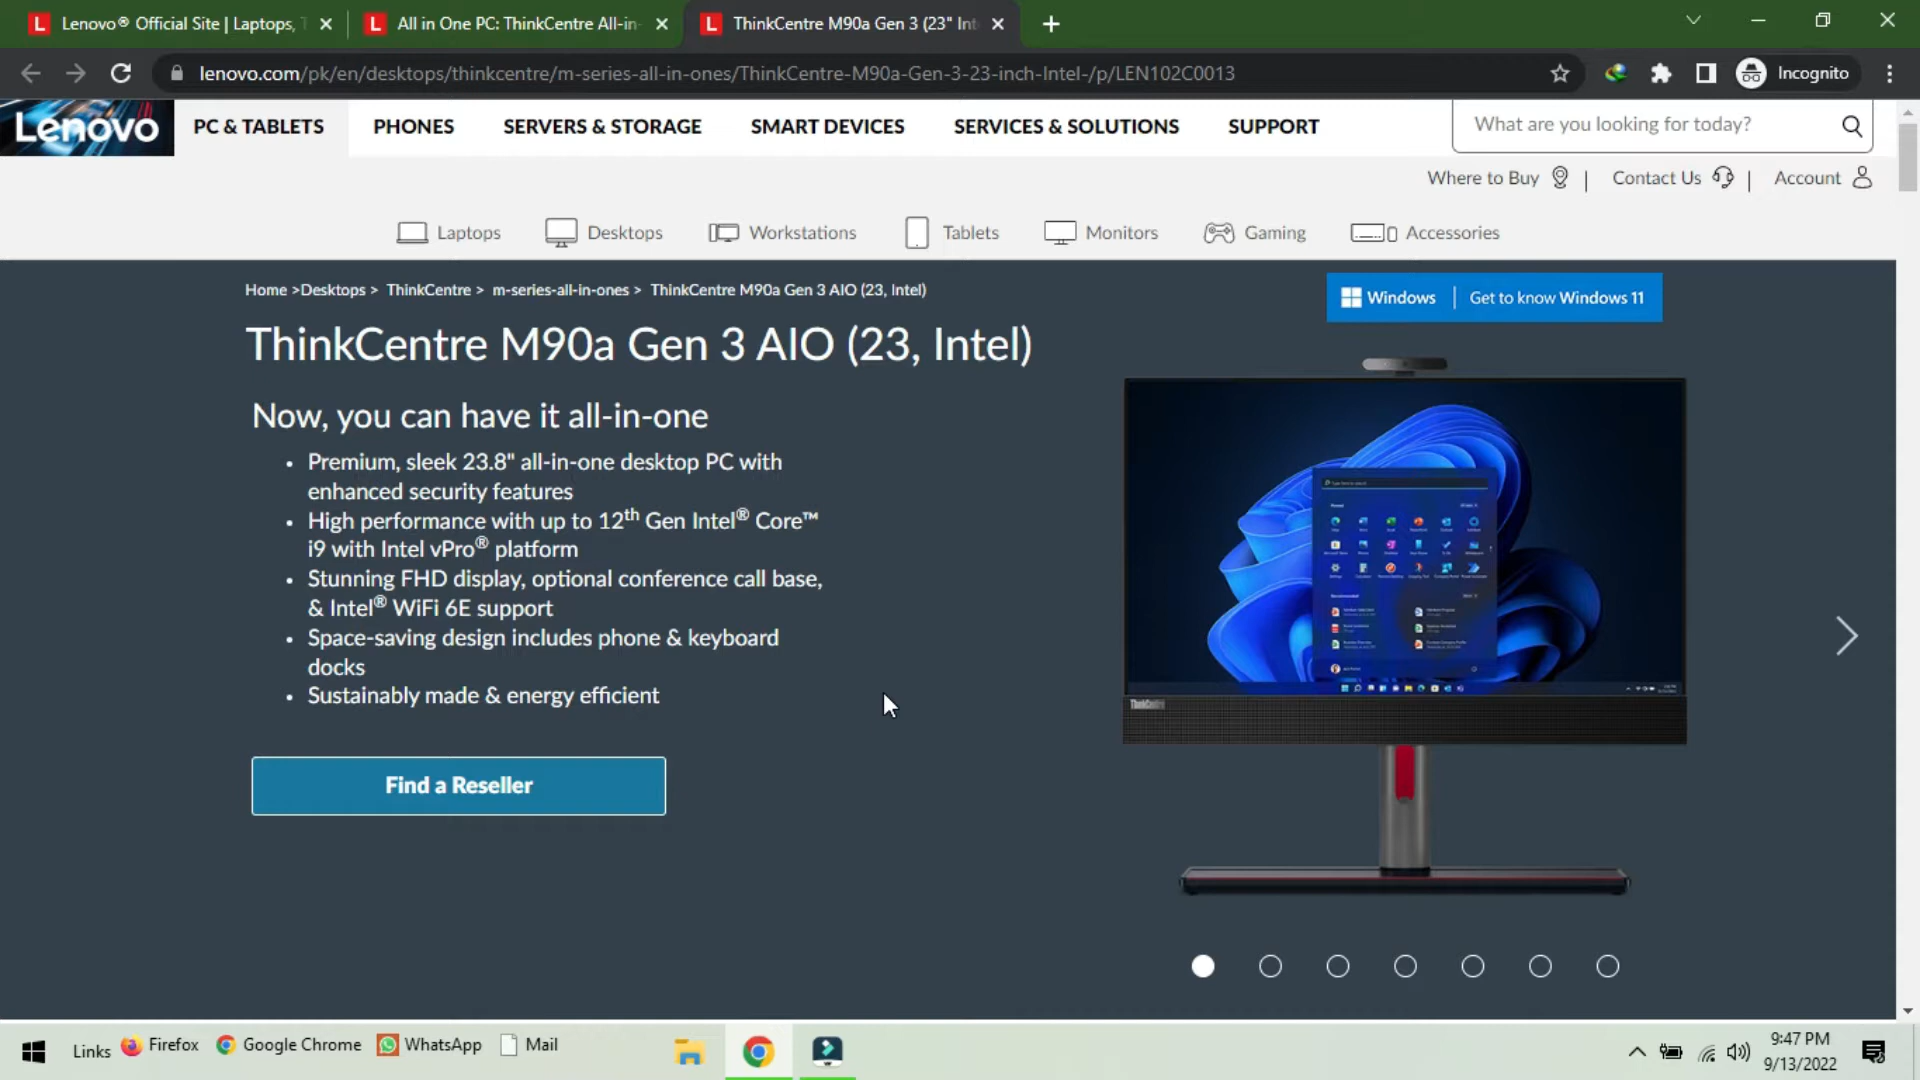 Lenovo® Official Site | Laptops, T
All in One PC: ThinkCentre All-in-
ThinkCentre M90a Gen 3 (23" Int
lenovo.com/pk/en/desktops/thinkcentre/m-series-all-in-ones/ThinkCentre-M90a-Gen-3-23-inch-Intel-/p/LEN102C0013
Incognito
Lenovo
PC & TABLETS
PHONES
SERVERS & STORAGE
SMART DEVICES
SERVICES & SOLUTIONS
SUPPORT
What are you looking for today?
Where to Buy | Contact Us | Account
Laptops
Desktops
Workstations
Tablets
Monitors
Gaming
Accessories
Home >Desktops > ThinkCentre > m-series-all-in-ones > ThinkCentre M90a Gen 3 AIO (23, Intel)
Windows | Get to know Windows 11
ThinkCentre M90a Gen 3 AIO (23, Intel)
Now, you can have it all-in-one
• Premium, sleek 23.8" all-in-one desktop PC with
enhanced security features
• High performance with up to 12th Gen Intel® Core™
i9 with Intel vPro® platform
• Stunning FHD display, optional conference call base,
& Intel® WiFi 6E support
• Space-saving design includes phone & keyboard
docks
• Sustainably made & energy efficient
ThinkCentre
Find a Reseller
Links
Firefox
Google Chrome
WhatsApp
Mail
9:47 PM
9/13/2022